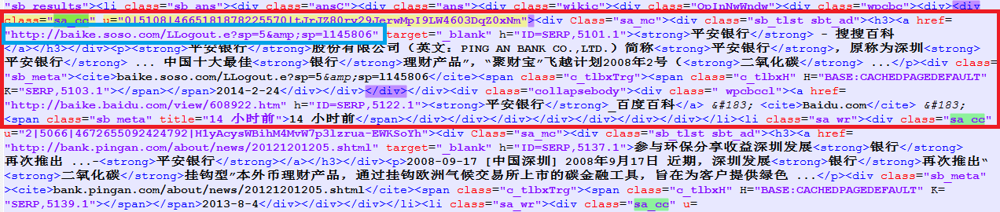 "sb_results"><li class="sb_ans"><div class="ansC"><div class="ans"><div class="wikic"><div class="OpInNwWndw"><div class="wpcbc"><div><div
class="sa_cc" u="0|5108|4665181878225570|tJrJZ80ry29JerwMpI9LW4603DqZ0xNm"><div class="sa_mc"><div class="sb_tlst sbt_ad"><h3><a href=
"http://baike.soso.com/LLogout.e?sp=5&amp;sp=l145806" target="_blank" h="ID=SERP,5101.1"><strong>平安银行</strong> - 搜搜百科
</a></h3></div><p><strong>平安银行</strong>股份有限公司（英文：PING AN BANK CO.,LTD.）简称<strong>平安银行</strong>，原称为深圳<strong>
平安银行</strong> ... 中国十大最佳<strong>银行</strong>理财产品”，“聚财宝”飞越计划2008年2号（<strong>二氧化碳</strong> ...</p><div class=
"sb_meta"><cite>baike.soso.com/LLogout.e?sp=5&amp;sp=l145806</cite><span class="c_tlbxTrg"><span class="c_tlbxH" H="BASE:CACHEDPAGEDEFAULT"
K="SERP,5103.1"></span></span>2014-2-24</div></div></div></div><div class="collapsebody"><div class=" wpcbccl"><a href=
"http://baike.baidu.com/view/608922.htm" h="ID=SERP,5122.1"><strong>平安银行</strong>_百度百科</a> &#183; <cite>Baidu.com</cite> &#183;
<span class="sb_meta" title="14 小时前">14 小时前</span></div></div></div></div></div></div></div></li><li class="sa_wr"><div class="sa_cc"
u="2|5066|4672655092424792|H1yAcysWBihM4MvW7p3lzrua-EWKSoYh"><div class="sa_mc"><div class="sb_tlst sbt_ad"><h3><a href=
"http://bank.pingan.com/about/news/20121201205.shtml" target="_blank" h="ID=SERP,5137.1">参与环保分享收益深圳发展<strong>银行</strong>
再次推出 ...-<strong>平安银行</strong></a></h3></div><p>2008-09-17 [中国深圳] 2008年9月17日 近期，深圳发展<strong>银行</strong>再次推出“
<strong>二氧化碳</strong>挂钩型”本外币理财产品，通过挂钩欧洲气候交易所上市的碳金融工具，旨在为客户提供绿色 ...</p><div class="sb_meta"
><cite>bank.pingan.com/about/news/20121201205.shtml</cite><span class="c_tlbxTrg"><span class="c_tlbxH" H="BASE:CACHEDPAGEDEFAULT" K=
"SERP,5139.1"></span></span>2013-8-4</div></div></div></li><li class="sa_wr"><div class="sa_cc" u=